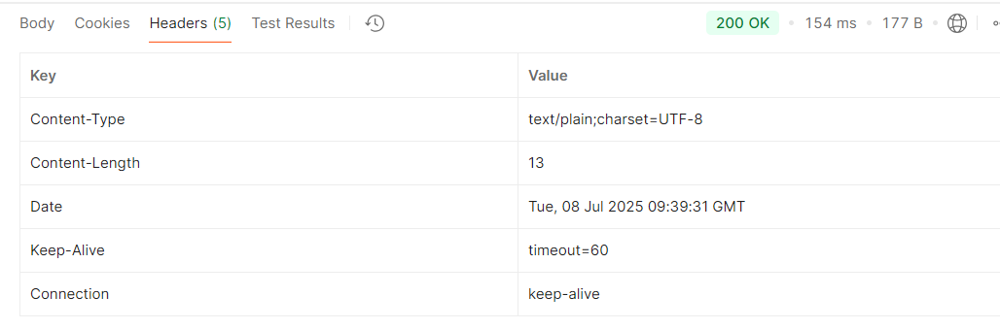 Body Cookies Headers (5) Test Results 200 OK 154 ms 177 B
Key Value
Content-Type text/plain;charset=UTF-8
Content-Length 13
Date Tue, 08 Jul 2025 09:39:31 GMT
Keep-Alive timeout=60
Connection keep-alive